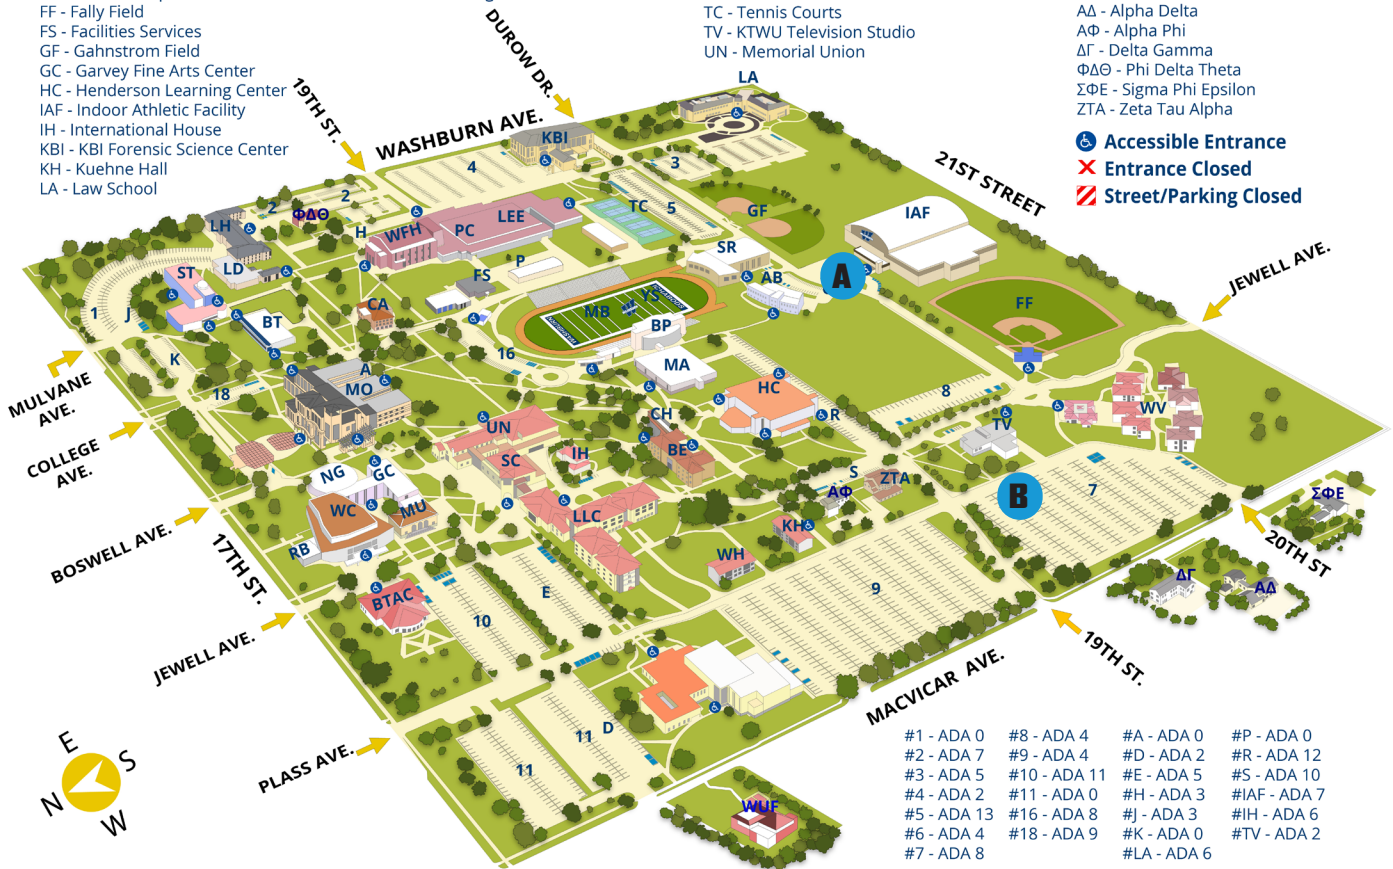 FF - Fally Field
FS - Facilities Services
GF - Gahnstrom Field
GC - Garvey Fine Arts Center
HC - Henderson Learning Center
IAF - Indoor Athletic Facility
IH - International House
KBI - KBI Forensic Science Center
KH - Kuehne Hall
LA - Law School
TC - Tennis Courts
TV - KTWU Television Studio
UN - Memorial Union
ΑΔ - Alpha Delta
ΑΦ - Alpha Phi
ΔΓ - Delta Gamma
ΦΔΘ - Phi Delta Theta
ΣΦΕ - Sigma Phi Epsilon
ΖΤΑ - Zeta Tau Alpha
Accessible Entrance
Entrance Closed
Street/Parking Closed
DUROW DR.
19TH ST.
WASHBURN AVE.
21ST STREET
JEWELL AVE.
LA
KBI
4
3
2
2
ΦΔΘ
LH
H
WFH
PC
LEE
TC
5
GF
IAF
SR
LD
ST
FS
P
AB
A
1
J
BT
CA
MB
YS
BP
FF
K
16
MA
18
A
MO
HC
R
8
WV
TV
MULVANE
AVE.
COLLEGE
AVE.
UN
CH
BE
IH
SC
NG
GC
S
ΖΤΑ
ΑΦ
B
7
ΣΦΕ
WC
MU
LLC
KH
RB
WH
BOSWELL AVE.
17TH ST.
20TH ST
ΔΓ
ΑΔ
BTAC
E
10
9
JEWELL AVE.
19TH ST.
MACVICAR AVE.
D
11
11
PLASS AVE.
WUF
E
S
N
W
#1 - ADA 0
#2 - ADA 7
#3 - ADA 5
#4 - ADA 2
#5 - ADA 13
#6 - ADA 4
#7 - ADA 8
#8 - ADA 4
#9 - ADA 4
#10 - ADA 11
#11 - ADA 0
#16 - ADA 8
#18 - ADA 9
#A - ADA 0
#D - ADA 2
#E - ADA 5
#H - ADA 3
#J - ADA 3
#K - ADA 0
#LA - ADA 6
#P - ADA 0
#R - ADA 12
#S - ADA 10
#IAF - ADA 7
#IH - ADA 6
#TV - ADA 2